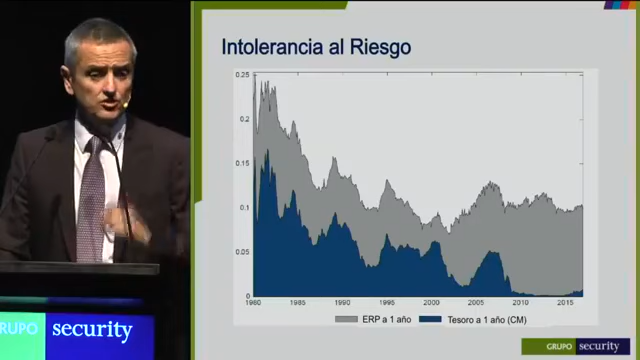 Intolerancia al Riesgo
0.25
0.2
0.15
0.1
0.05
0
1980 1985 1990 1995 2000 2005 2010 2015
ERP a 1 año Tesoro a 1 año (CM)
GRUPO security
GRUPO security